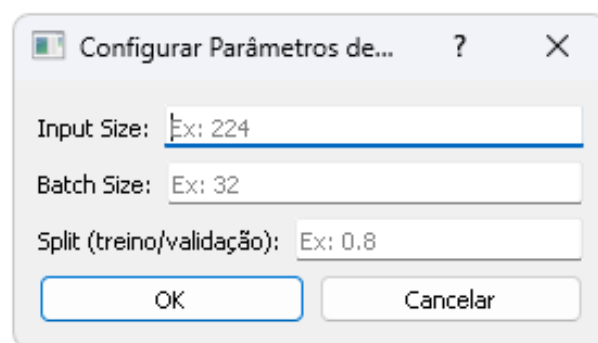 Configurar Parâmetros de... ?
Input Size: Ex: 224
Batch Size: Ex: 32
Split (treino/validação): Ex: 0.8
OK Cancelar